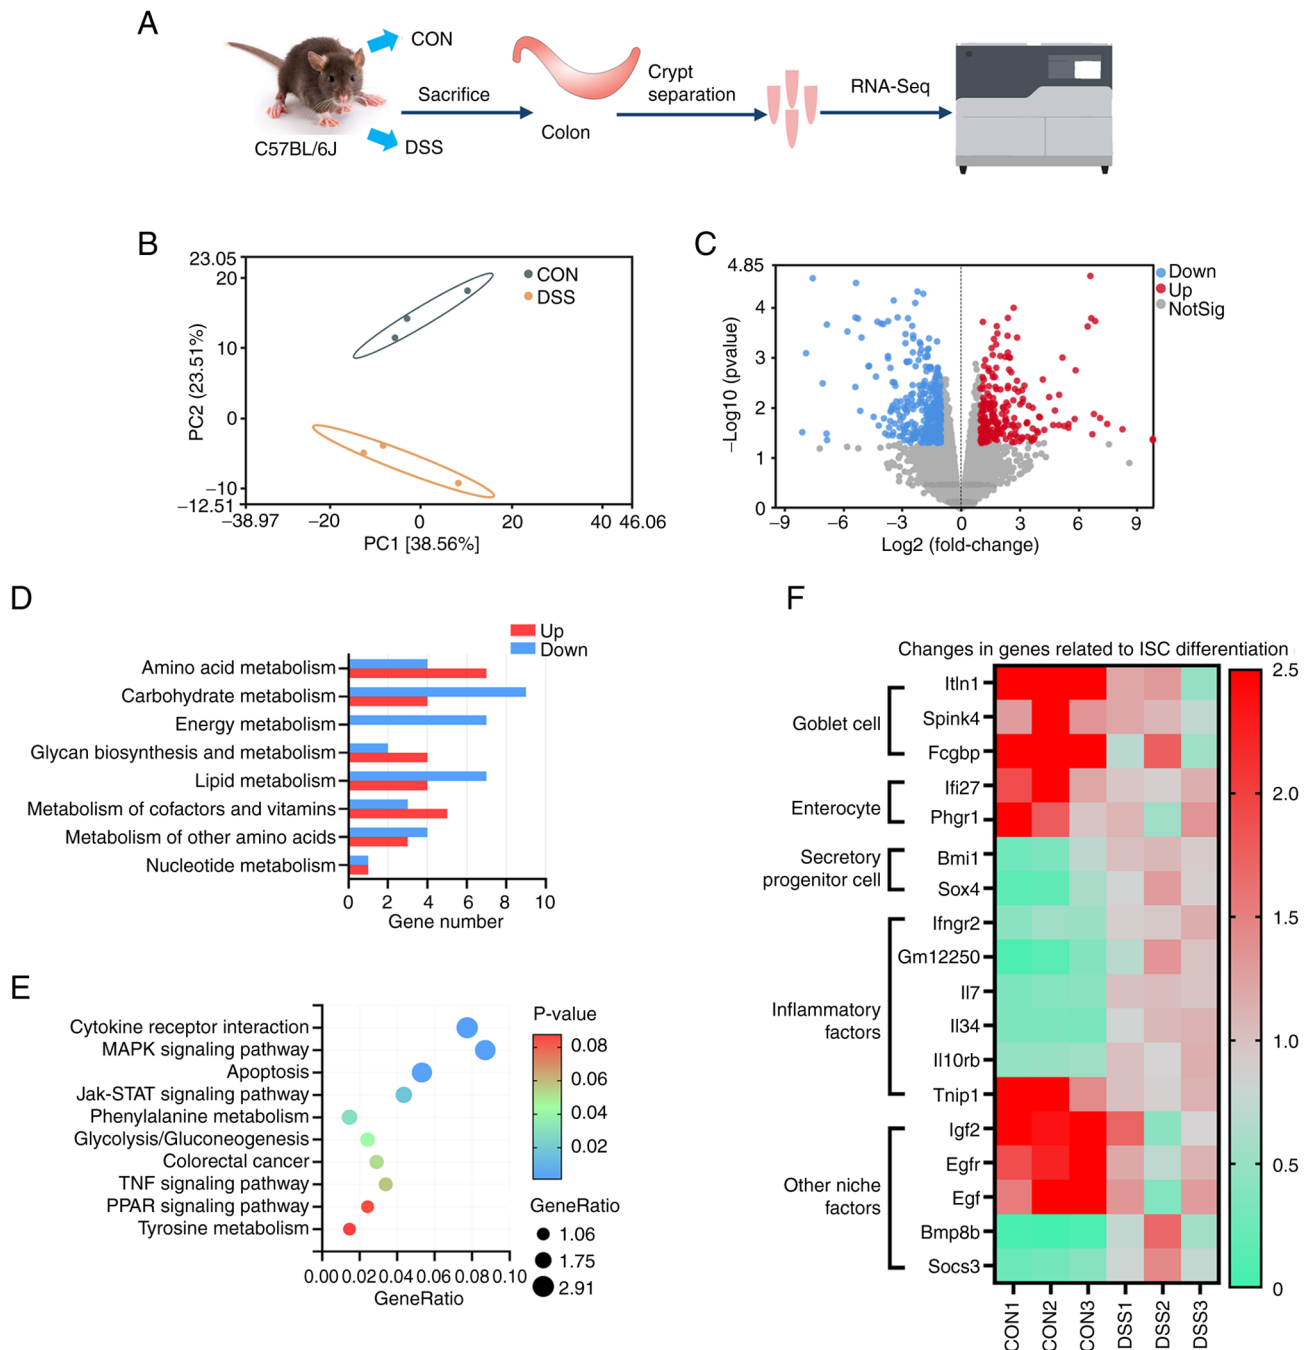 A
CON
Sacrifice
C57BL/6J
DSS
Colon
Crypt
separation
RNA-Seq
B
23.05
20
10
0
−10
−12.51
−38.97
−20
0
20
40
46.06
PC2 (23.51%)
PC1 [38.56%]
CON
DSS
C
4.85
4
3
2
1
0
−9
−6
−3
0
3
6
9
−Log10 (pvalue)
Log2 (fold-change)
Down
Up
NotSig
D
Up
Down
Amino acid metabolism
Carbohydrate metabolism
Energy metabolism
Glycan biosynthesis and metabolism
Lipid metabolism
Metabolism of cofactors and vitamins
Metabolism of other amino acids
Nucleotide metabolism
0 2 4 6 8 10
Gene number
E
Cytokine receptor interaction
MAPK signaling pathway
Apoptosis
Jak-STAT signaling pathway
Phenylalanine metabolism
Glycolysis/Gluconeogenesis
Colorectal cancer
TNF signaling pathway
PPAR signaling pathway
Tyrosine metabolism
0.00 0.02 0.04 0.06 0.08 0.10
GeneRatio
P-value
0.08
0.06
0.04
0.02
GeneRatio
1.06
1.75
2.91
F
Changes in genes related to ISC differentiation
Goblet cell
Enterocyte
Secretory
progenitor cell
Inflammatory
factors
Other niche
factors
Itln1
Spink4
Fcgbp
Ifi27
Phgr1
Bmi1
Sox4
Ifngr2
Gm12250
Il7
Il34
Il10rb
Tnip1
Igf2
Egfr
Egf
Bmp8b
Socs3
CON1
CON2
CON3
DSS1
DSS2
DSS3
2.5
2.0
1.5
1.0
0.5
0